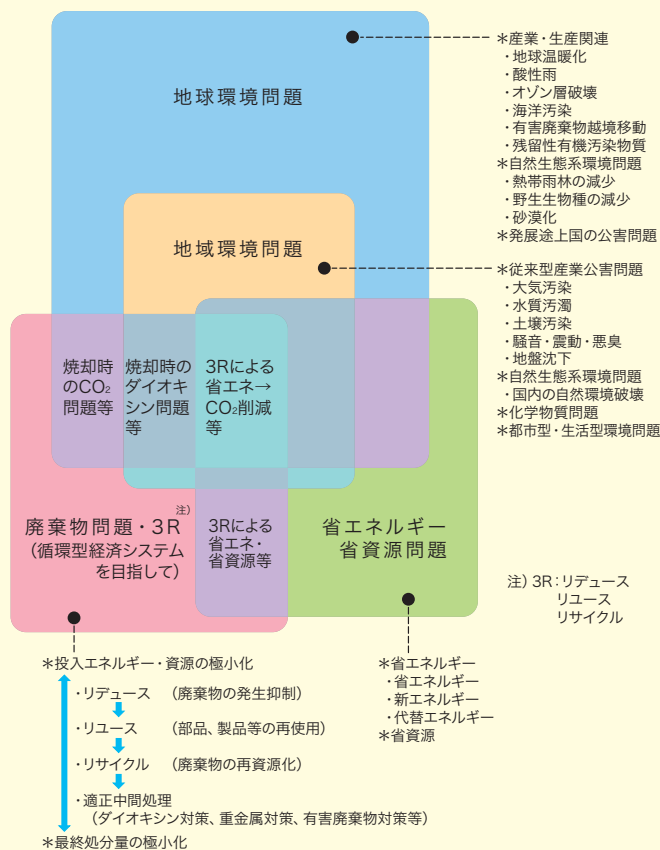 地球環境問題
＊産業・生産関連
・地球温暖化
・酸性雨
・オゾン層破壊
・海洋汚染
・有害廃棄物越境移動
・残留性有機汚染物質
＊自然生態系環境問題
・熱帯雨林の減少
・野生生物種の減少
・砂漠化
＊発展途上国の公害問題
地域環境問題
＊従来型産業公害問題
・大気汚染
・水質汚濁
・土壌汚染
・騒音・震動・悪臭
・地盤沈下
＊自然生態系環境問題
・国内の自然環境破壊
＊化学物質問題
＊都市型・生活型環境問題
焼却時
のCO₂
問題等
焼却時の
ダイオキ
シン問題
等
3Rによる
省エネ→
CO₂削減
等
廃棄物問題・3R注）
（循環型経済システム
を目指して）
3Rによる
省エネ・
省資源等
省エネルギー
省資源問題
注）3R：リデュース
リユース
リサイクル
＊投入エネルギー・資源の極小化
・リデュース （廃棄物の発生抑制）
・リユース （部品、製品等の再使用）
・リサイクル （廃棄物の再資源化）
・適正中間処理
（ダイオキシン対策、重金属対策、有害廃棄物対策等）
＊最終処分量の極小化
＊省エネルギー
・省エネルギー
・新エネルギー
・代替エネルギー
＊省資源